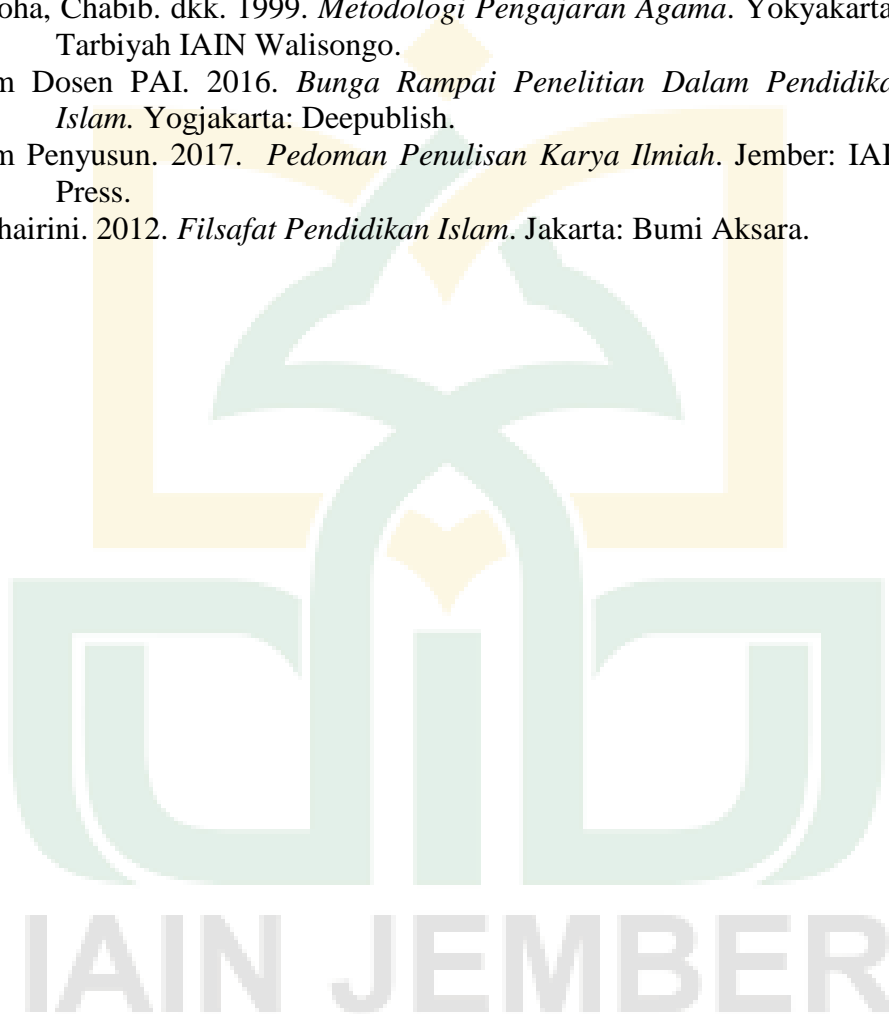 oha, Chabib. dkk. 1999. Metodologi Pengajaran Agama. Yokyakarta
Tarbiyah IAIN Walisongo.
m Dosen PAI. 2016. Bunga Rampai Penelitian Dalam Pendidika
Islam. Yogjakarta: Deepublish.
m Penyusun. 2017. Pedoman Penulisan Karya Ilmiah. Jember: IAI
Press.
hairini. 2012. Filsafat Pendidikan Islam. Jakarta: Bumi Aksara.
IAIN JEMBER